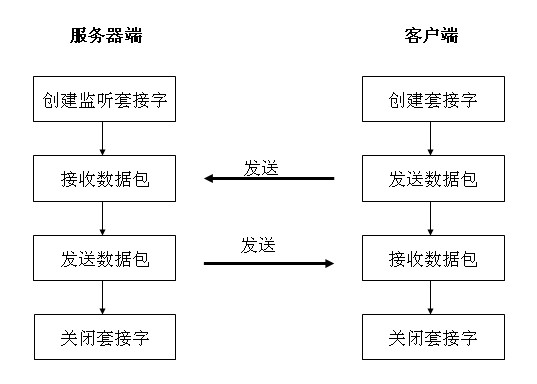 服务器端
客户端
创建监听套接字
创建套接字
接收数据包
发送
发送数据包
发送数据包
发送
接收数据包
关闭套接字
关闭套接字